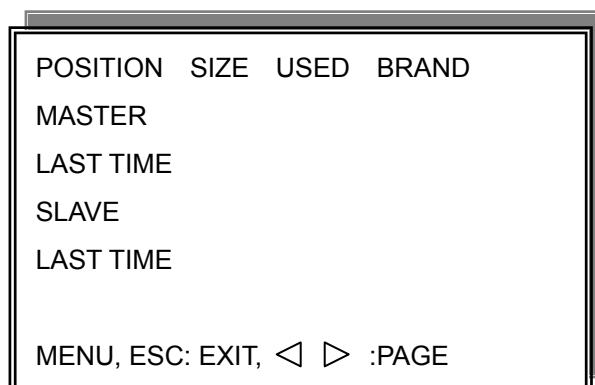 POSITION SIZE USED BRAND
MASTER
LAST TIME
SLAVE
LAST TIME
MENU, ESC: EXIT, ◁ ▷ :PAGE